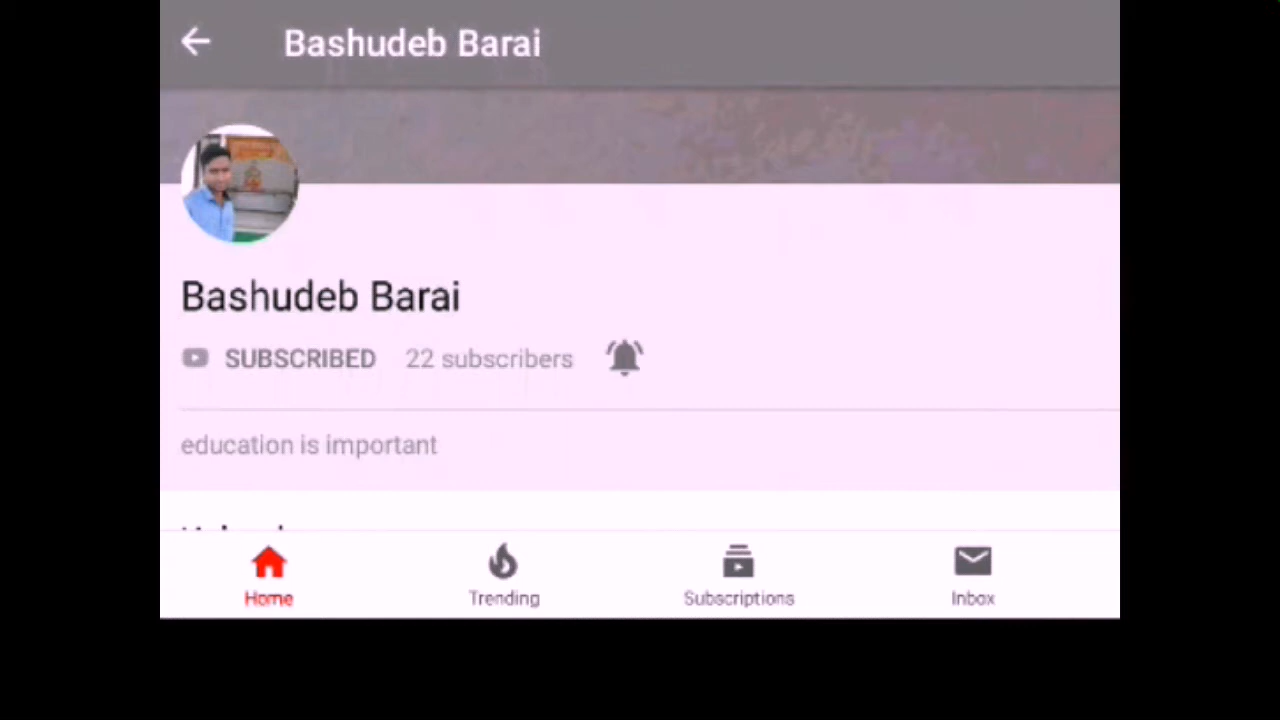 Bashudeb Barai
Bashudeb Barai
SUBSCRIBED 22 subscribers
education is important
Home Trending Subscriptions Inbox